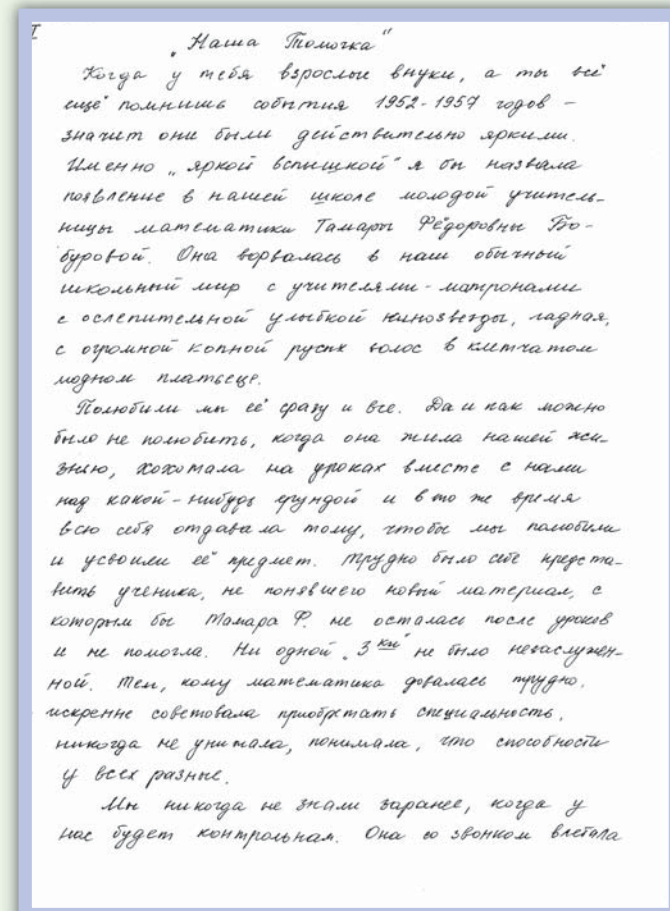 I
„Наша Томочка"
Когда у тебя взрослые внуки, а ты всё
ещё помнишь события 1952-1957 годов –
значит они были действительно яркими.
Именно „яркой вспышкой" я бы назвала
появление в нашей школе молодой учитель-
ницы математики Тамары Фёдоровны Бо-
буровой. Она ворвалась в наш обычный
школьный мир с учителями-матронами
с ослепительной улыбкой кинозвезды, ладная,
с огромной копной русых волос в клетчатом
модном платьеце.
Полюбили мы её сразу и все. Да и как можно
было не полюбить, когда она жила нашей жи-
знью, хохотала на уроках вместе с нами
над какой-нибудь ерундой и в то же время
всю себя отдавала тому, чтобы мы полюбили
и усвоили её предмет. Трудно было себе предста-
вить ученика, не понявшего новый материал, с
которым бы Тамара Ф. не осталась после уроков
и не помогла. Ни одной „3 ки" не было незаслужен-
ной. Тем, кому математика давалась трудно,
искренне советовала приобретать специальность,
никогда не унижала, понимала, что способности
у всех разные.
Мы никогда не знали заранее, когда у
нас будет контрольная. Она со звонком влетала